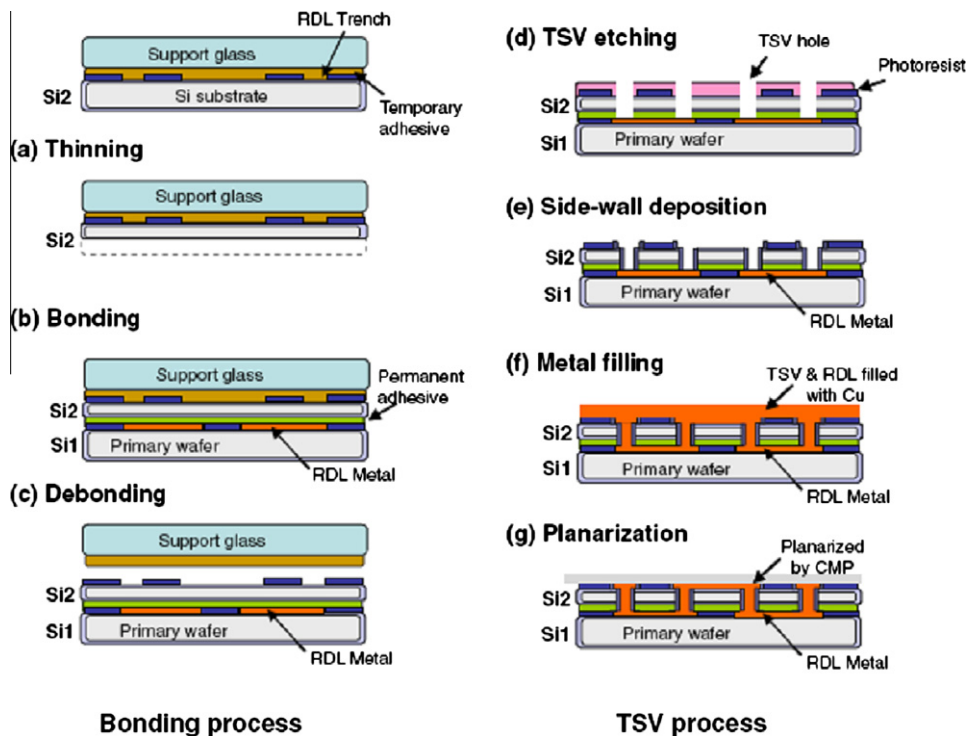 RDL Trench
Support glass
Si substrate
Si2
Temporary
adhesive
(a) Thinning
Support glass
Si2
(b) Bonding
Support glass
Permanent
adhesive
Si2
Si1
Primary wafer
RDL Metal
(c) Debonding
Support glass
Si2
Si1
Primary wafer
RDL Metal
Bonding process
(d) TSV etching
TSV hole
Photoresist
Si2
Si1
Primary wafer
(e) Side-wall deposition
Si2
Si1
Primary wafer
RDL Metal
(f) Metal filling
TSV & RDL filled
with Cu
Si2
Si1
Primary wafer
RDL Metal
(g) Planarization
Planarized
by CMP
Si2
Si1
Primary wafer
RDL Metal
TSV process